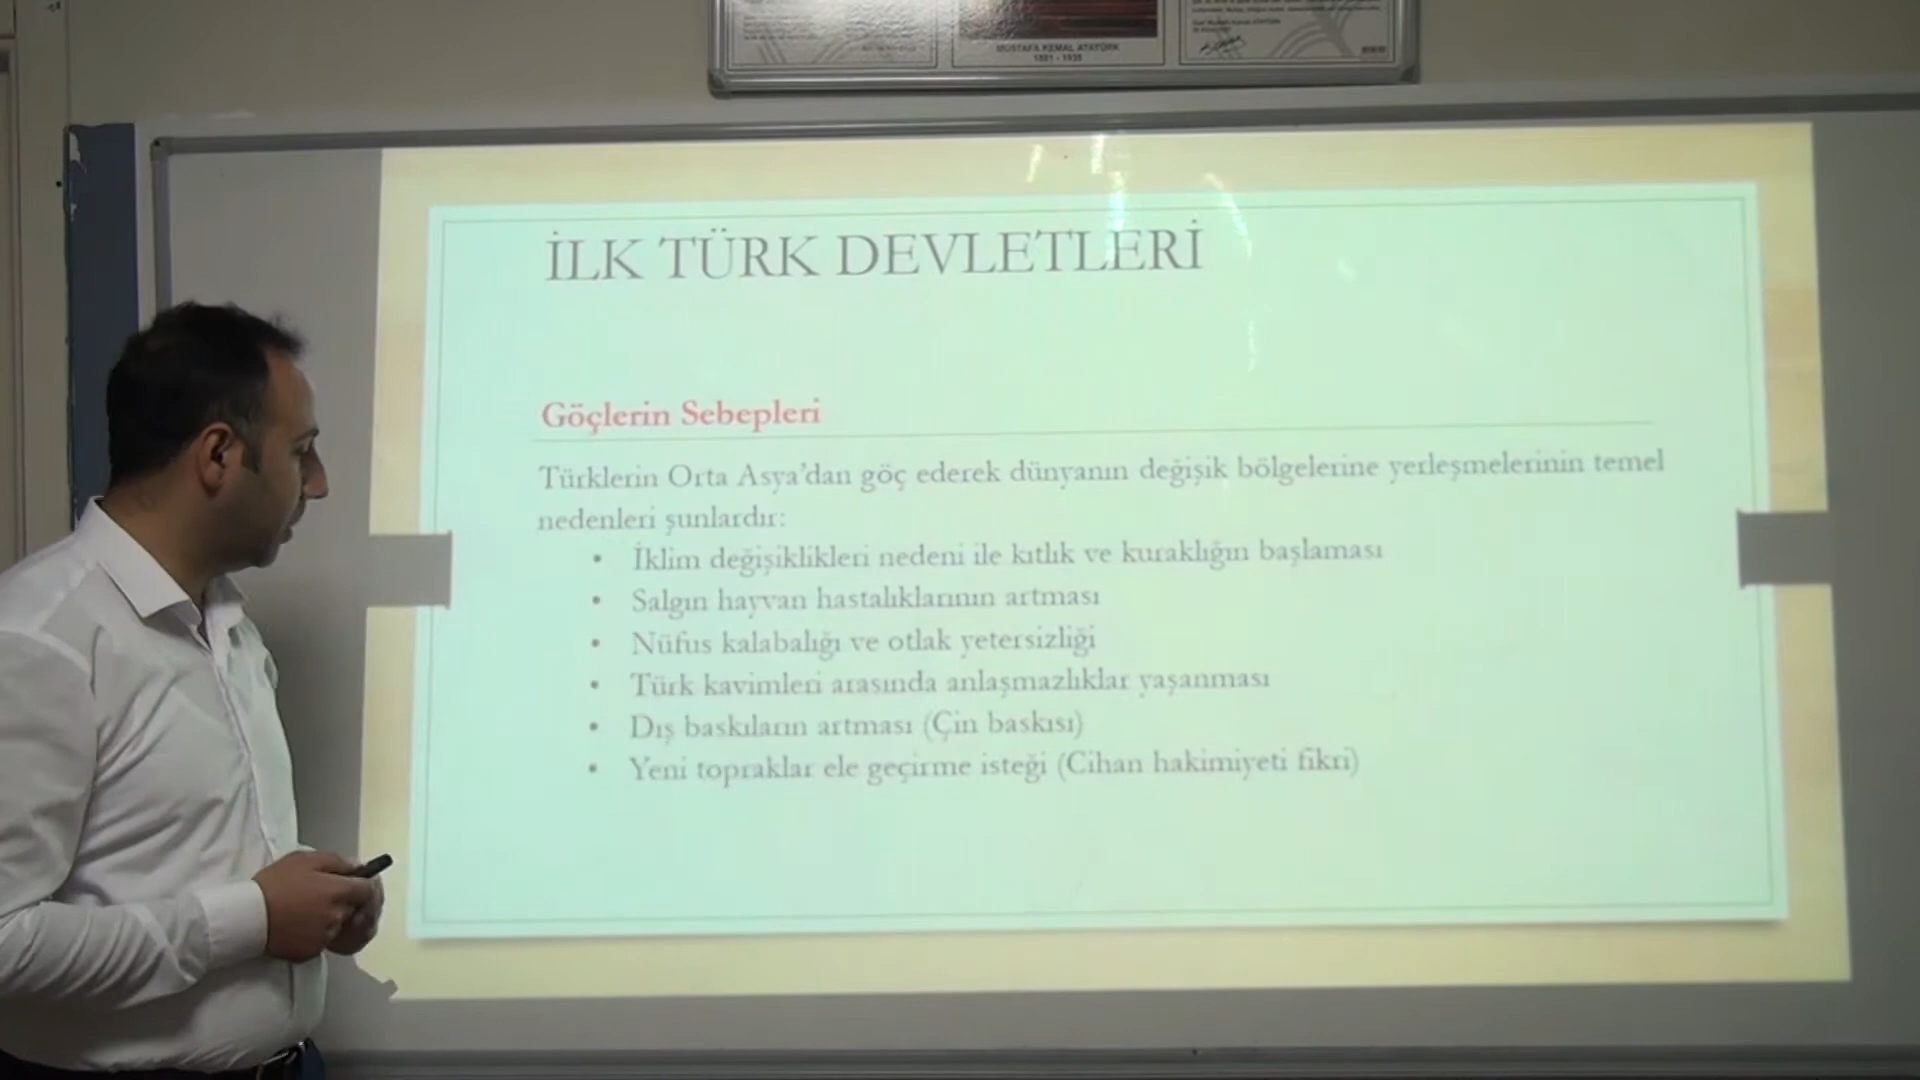 MUSTAFA KEMAL ATATÜRK
1881 - 1938
İLK TÜRK DEVLETLERİ
Göçlerin Sebepleri
Türklerin Orta Asya'dan göç ederek dünyanın değişik bölgelerine yerleşmelerinin temel
nedenleri şunlardır:
• İklim değişiklikleri nedeni ile kıtlık ve kuraklığın başlaması
• Salgın hayvan hastalıklarının artması
• Nüfus kalabalığı ve otlak yetersizliği
• Türk kavimleri arasında anlaşmazlıklar yaşanması
• Dış baskıların artması (Çin baskısı)
• Yeni topraklar ele geçirme isteği (Cihan hakimiyeti fikri)